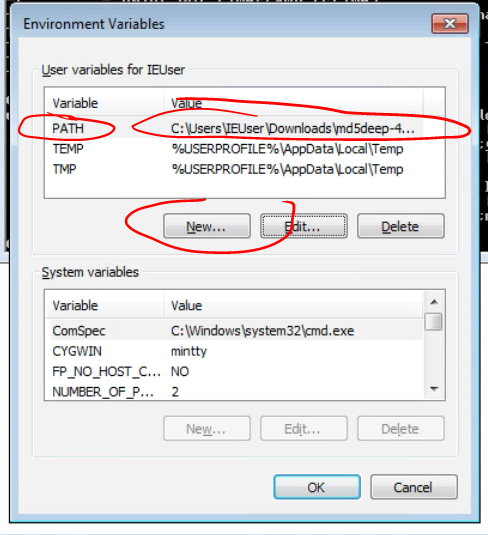 Environment Variables
User variables for IEUser
Variable Value
PATH C:\Users\IEUser\Downloads\md5deep-4...
TEMP %USERPROFILE%\AppData\Local\Temp
TMP %USERPROFILE%\AppData\Local\Temp
New... Edit... Delete
System variables
Variable Value
ComSpec C:\Windows\system32\cmd.exe
CYGWIN mintty
FP_NO_HOST_C... NO
NUMBER_OF_P... 2
New... Edit... Delete
OK Cancel